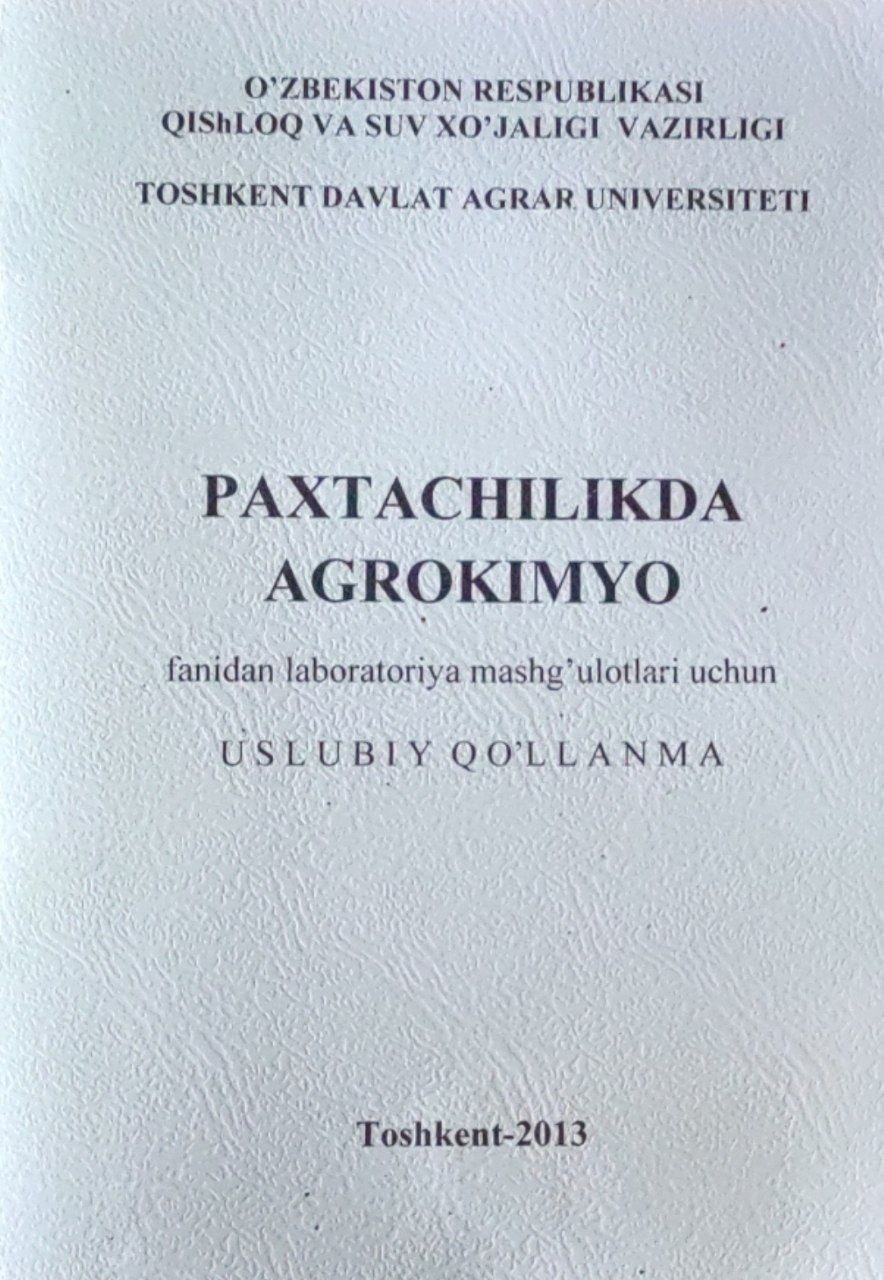 O'ZBEKISTON RESPUBLIKASI
QIShLOQ VA SUV XO'JALIGI VAZIRLIGI
TOSHKENT DAVLAT AGRAR UNIVERSITETI
PAXTACHILIKDA
AGROKIMYO
fanidan laboratoriya mashg'ulotlari uchun
USLUBIY QO'LLANMA
Toshkent-2013